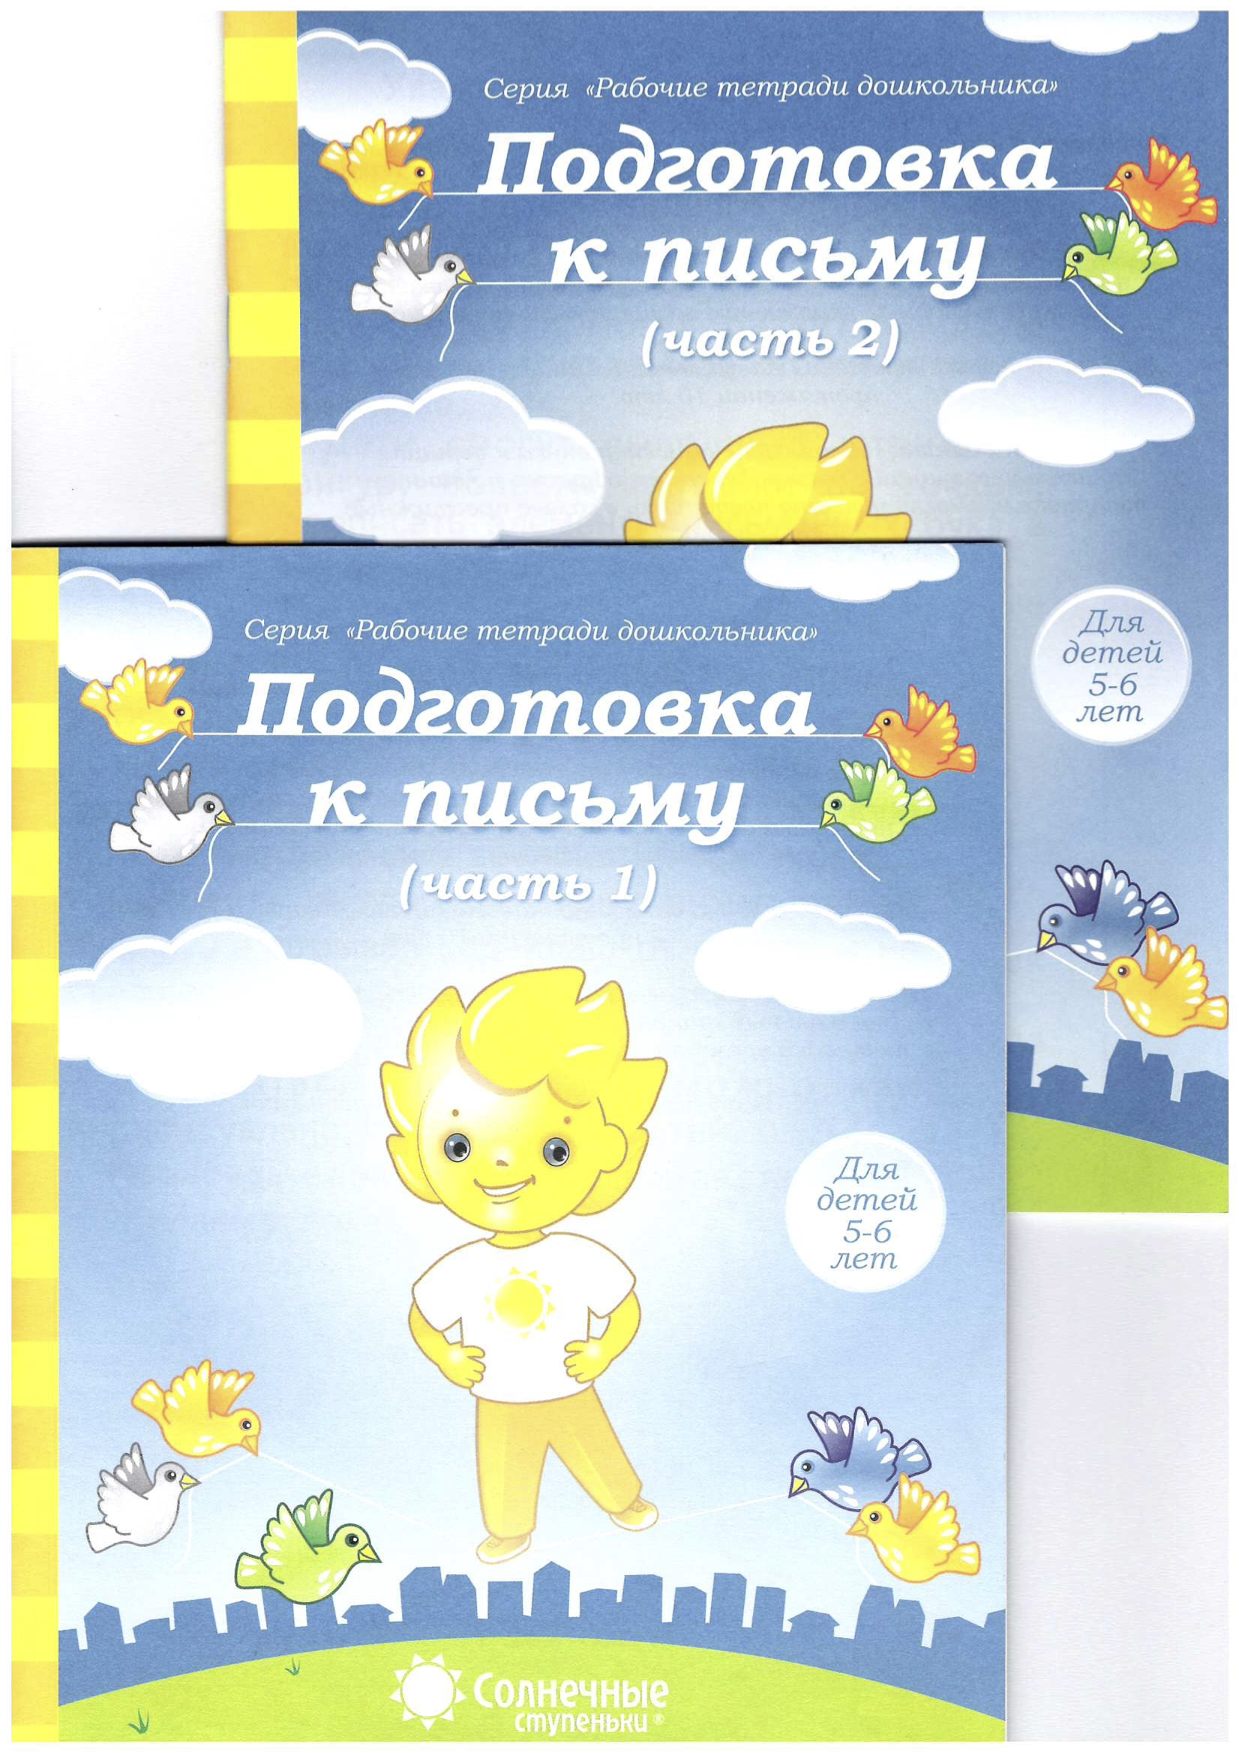 Серия «Рабочие тетради дошкольника»
Подготовка
к письму
(часть 2)
Для
детей
5-6
лет
Серия «Рабочие тетради дошкольника»
Подготовка
к письму
(часть 1)
Для
детей
5-6
лет
Солнечные
ступеньки®